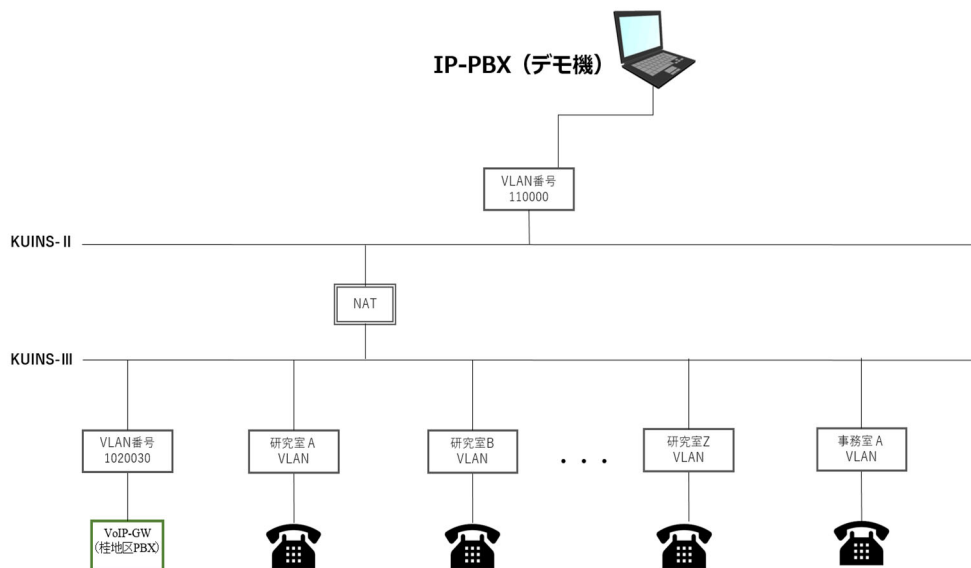 IP-PBX（デモ機）
VLAN番号
110000
KUINS-Ⅱ
NAT
KUINS-Ⅲ
VLAN番号
1020030
研究室A
VLAN
研究室B
VLAN
・・・
研究室Z
VLAN
事務室A
VLAN
VoIP-GW
(桂地区PBX)